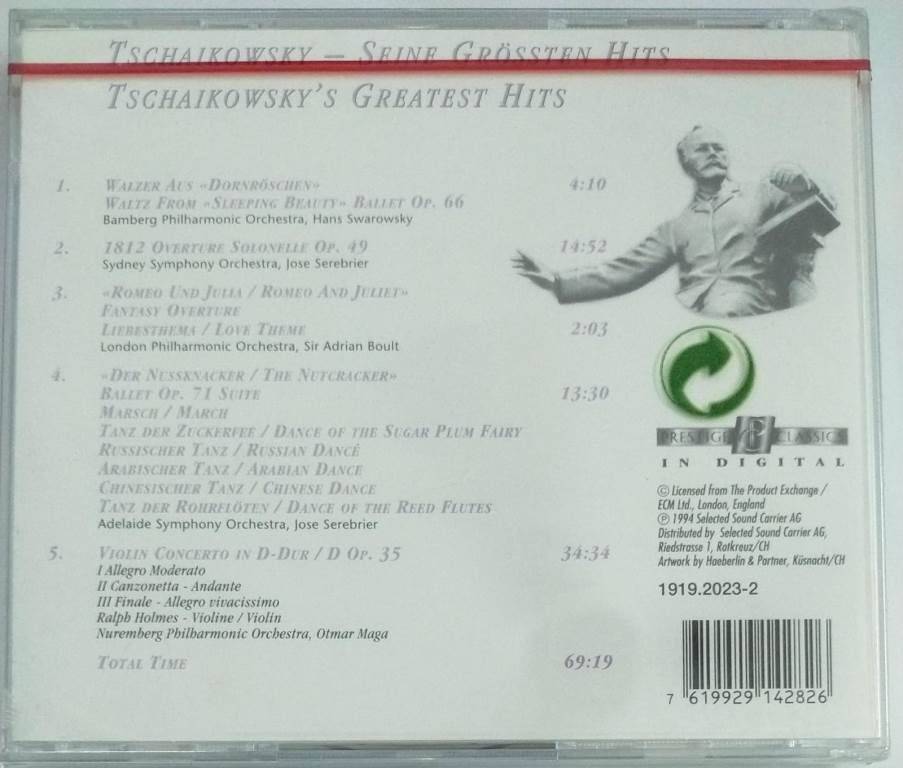 TSCHAIKOWSKY — SEINE GRÖSSTEN HITS
TSCHAIKOWSKY'S GREATEST HITS
1. WALZER AUS «DORNRÖSCHEN» 4:10
WALTZ FROM «SLEEPING BEAUTY» BALLET OP. 66
Bamberg Philharmonic Orchestra, Hans Swarowsky
2. 1812 OVERTURE SOLONELLE OP. 49 14:52
Sydney Symphony Orchestra, Jose Serebrier
3. «ROMEO UND JULIA / ROMEO AND JULIET»
FANTASY OVERTURE
LIEBESTHEMA / LOVE THEME 2:03
London Philharmonic Orchestra, Sir Adrian Boult
4. «DER NUSSKNACKER / THE NUTCRACKER»
BALLET OP. 71 SUITE 13:30
MARSCH / MARCH
TANZ DER ZUCKERFEE / DANCE OF THE SUGAR PLUM FAIRY
RUSSISCHER TANZ / RUSSIAN DANCE
ARABISCHER TANZ / ARABIAN DANCE
CHINESISCHER TANZ / CHINESE DANCE
TANZ DER ROHRFLÖTEN / DANCE OF THE REED FLUTES
Adelaide Symphony Orchestra, Jose Serebrier
5. VIOLIN CONCERTO IN D-DUR / D OP. 35 34:34
I Allegro Moderato
II Canzonetta - Andante
III Finale - Allegro vivacissimo
Ralph Holmes - Violine / Violin
Nuremberg Philharmonic Orchestra, Otmar Maga
TOTAL TIME 69:19
PRESTIGE PC CLASSICS
IN DIGITAL
© Licensed from The Product Exchange /
ECM Ltd., London, England
℗ 1994 Selected Sound Carrier AG
Distributed by Selected Sound Carrier AG,
Riedstrasse 1, Rotkreuz/CH
Artwork by Haeberlin & Partner, Küsnacht/CH
1919.2023-2
7 619929 142826